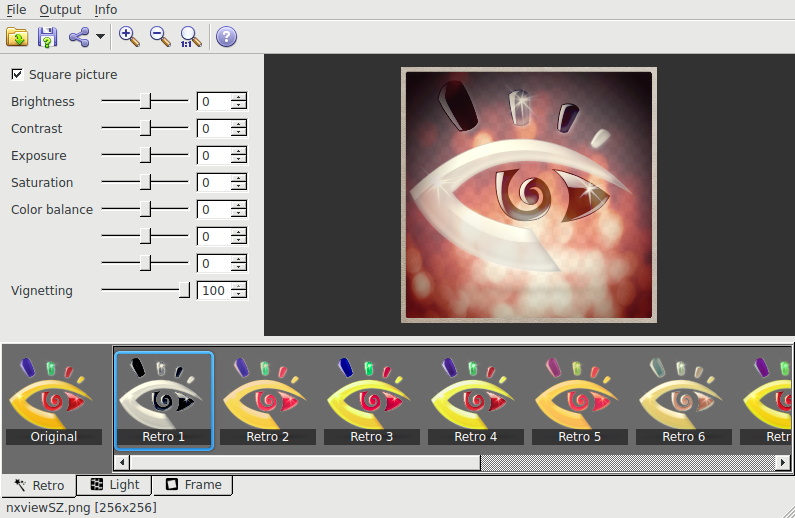 File Output Info
1:1
Square picture
Brightness 0
Contrast 0
Exposure 0
Saturation 0
Color balance 0
0
0
Vignetting 100
Original Retro 1 Retro 2 Retro 3 Retro 4 Retro 5 Retro 6 Retr
Retro Light Frame
nxviewSZ.png [256x256]